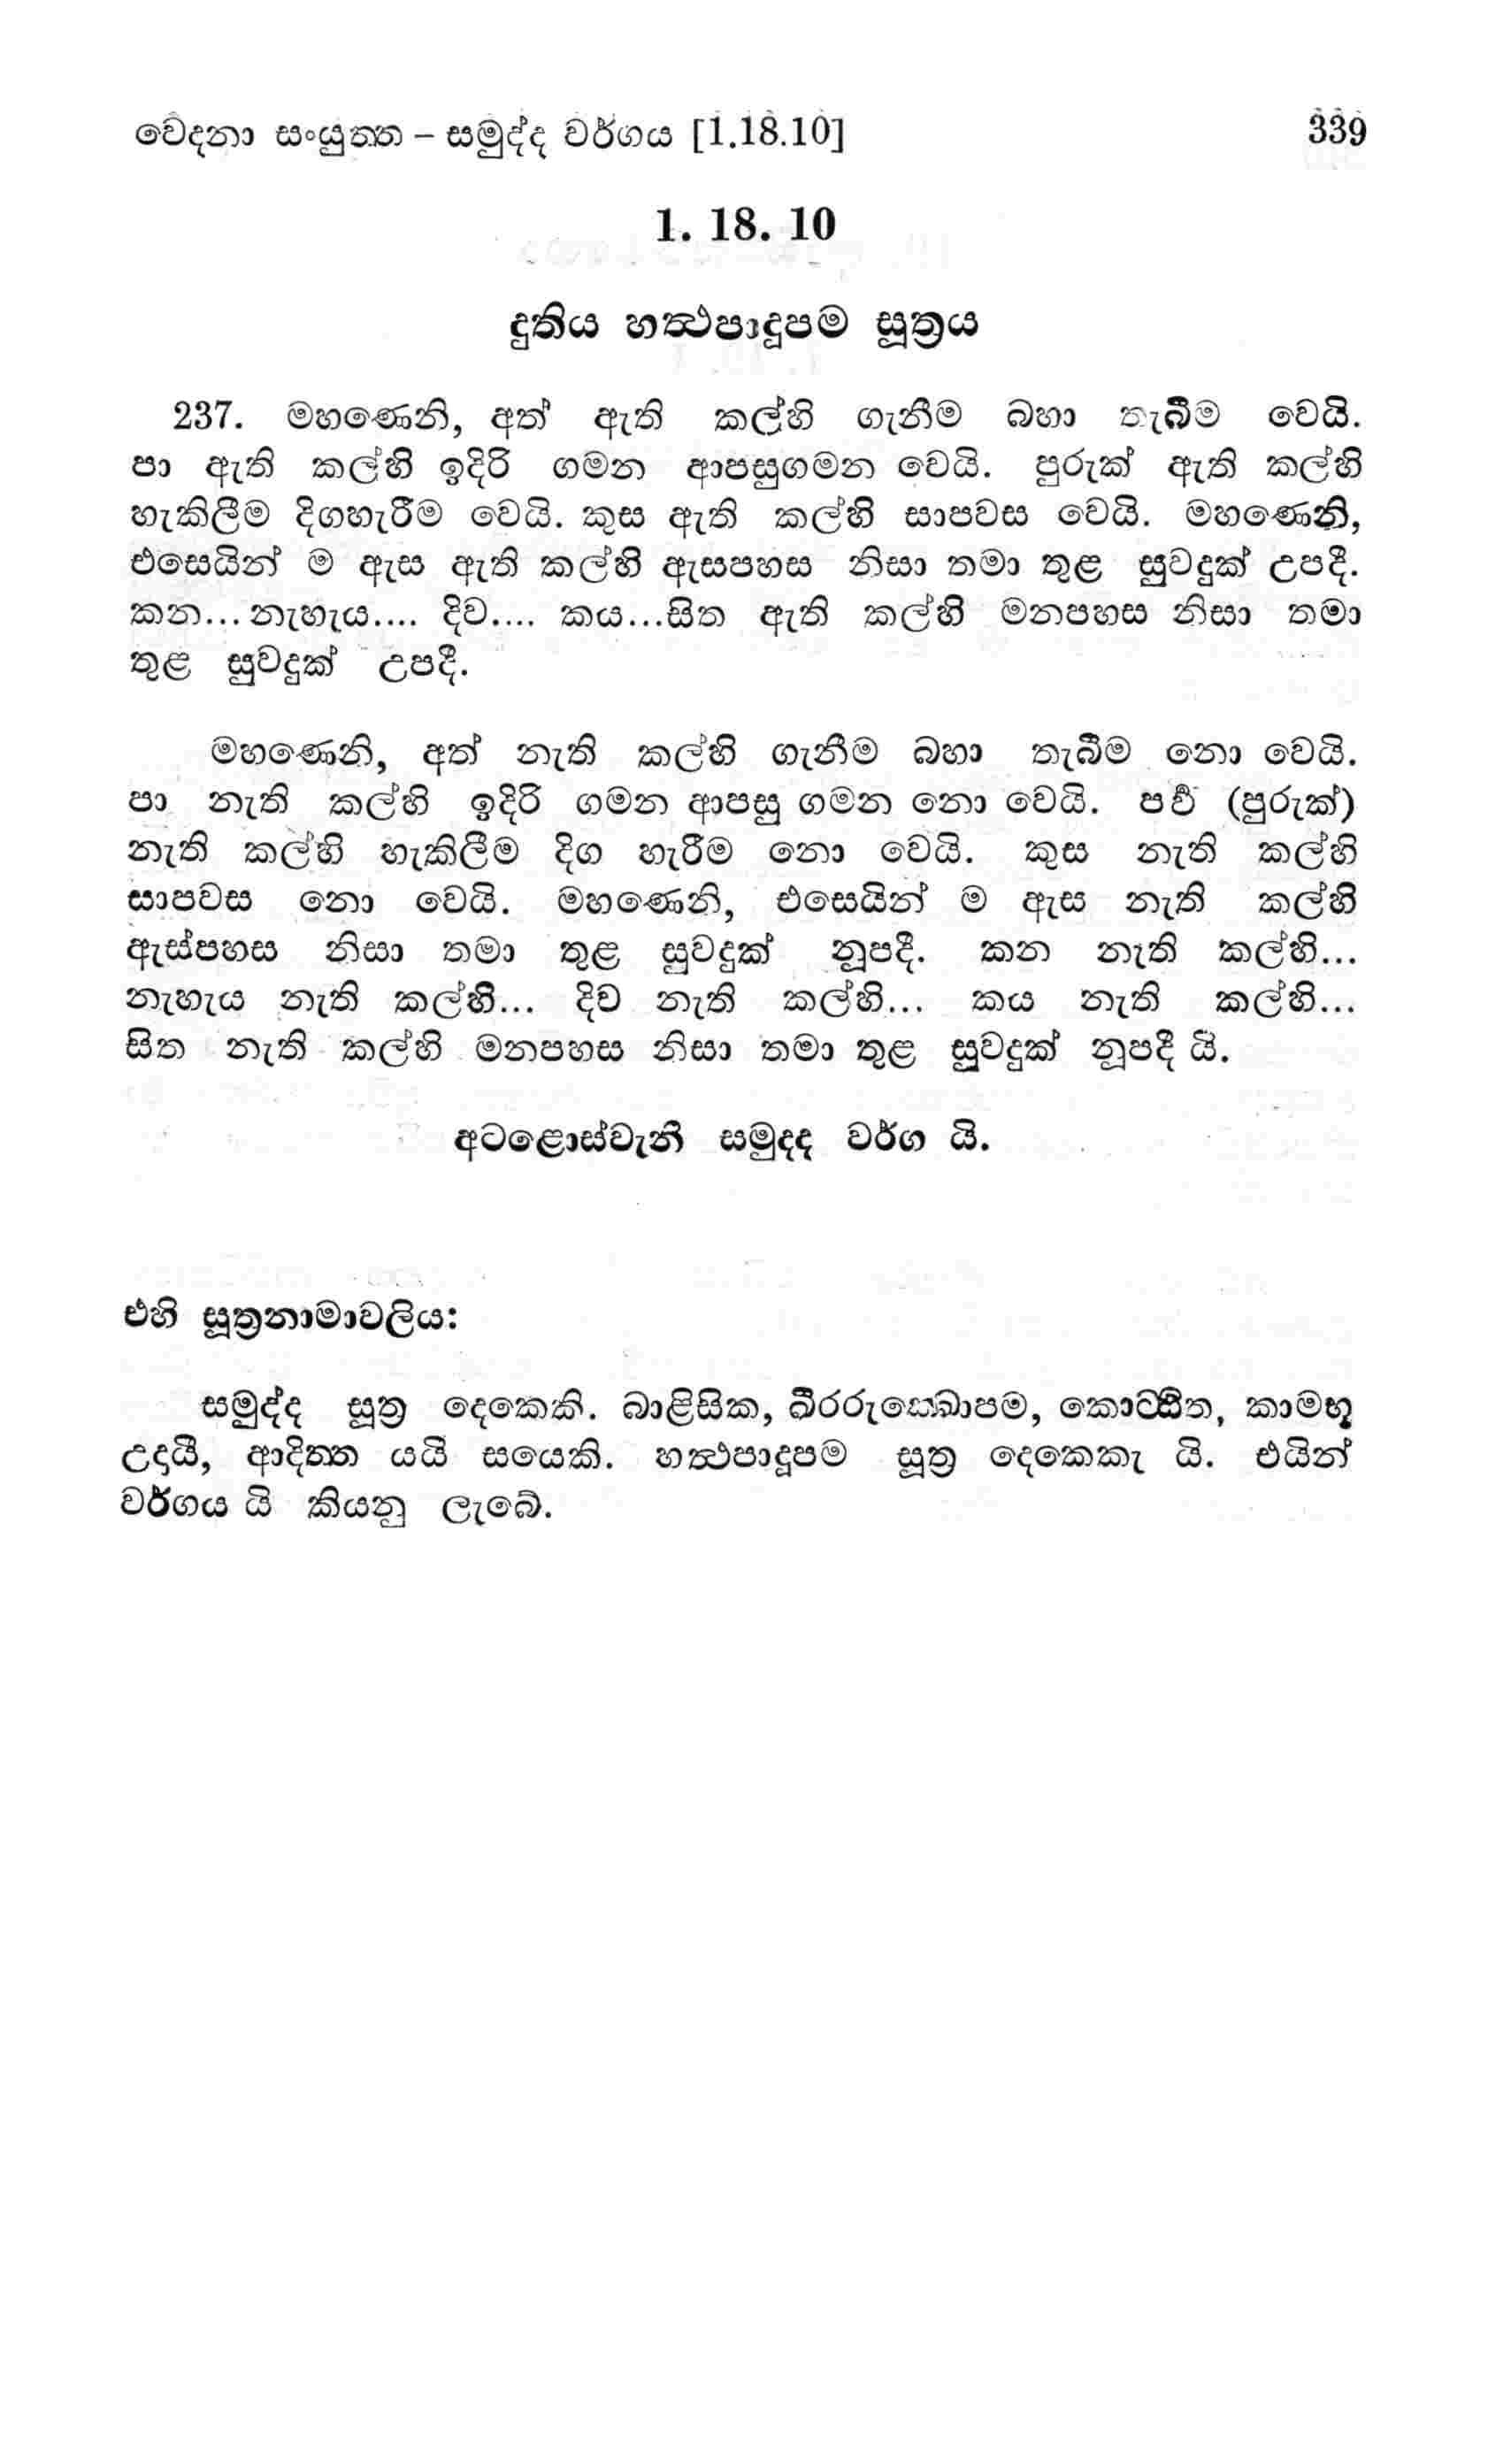 වේදනා සංයුත්ත – සමුද්ද වර්ගය [1.18.10] 339
1. 18. 10
දුතිය හත්ථපාදූපම සූත්‍රය
237. මහණෙනි, අත් ඇති කල්හි ගැනීම බහා තැබීම වෙයි.
පා ඇති කල්හි ඉදිරි ගමන ආපසුගමන වෙයි. පුරුක් ඇති කල්හි
හැකිලීම දිගහැරීම වෙයි. කුස ඇති කල්හි සාපවස වෙයි. මහණෙනි,
එසෙයින් ම ඇස ඇති කල්හි ඇසපහස නිසා තමා තුළ සුවදුක් උපදී.
කන... නැහැය.... දිව.... කය...සිත ඇති කල්හි මනපහස නිසා තමා
තුළ සුවදුක් උපදී.
මහණෙනි, අත් නැති කල්හි ගැනීම බහා තැබීම නො වෙයි.
පා නැති කල්හි ඉදිරි ගමන ආපසු ගමන නො වෙයි. පර්‍ව (පුරුක්)
නැති කල්හි හැකිලීම දිග හැරීම නො වෙයි. කුස නැති කල්හි
සාපවස නො වෙයි. මහණෙනි, එසෙයින් ම ඇස නැති කල්හි
ඇස්පහස නිසා තමා තුළ සුවදුක් නූපදී. කන නැති කල්හි...
නැහැය නැති කල්හි... දිව නැති කල්හි... කය නැති කල්හි...
සිත නැති කල්හි මනපහස නිසා තමා තුළ සුවදුක් නූපදී යි.
අටළොස්වැනි සමුදද වර්ග යි.
එහි සූත්‍රනාමාවලිය:
සමුද්ද සූත්‍ර දෙකෙකි. බාළිසික, ඛීරරුක්ඛොපම, කොට්ඨිත, කාමභූ
උදායී, ආදිත්ත යයි සයෙකි. හත්ථපාදූපම සූත්‍ර දෙකෙකැ යි. එයින්
වර්ගය යි කියනු ලැබේ.